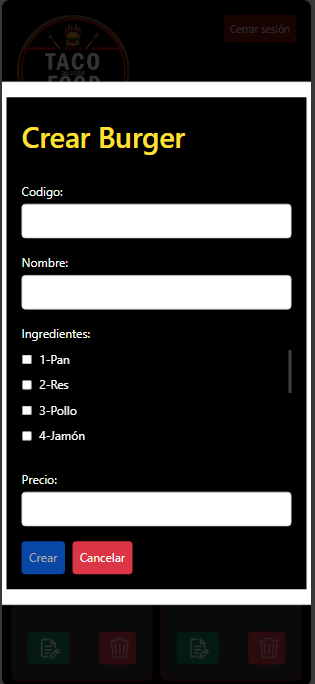 Cerrar sesión
TACO
FOOD
Crear Burger
Codigo:
Nombre:
Ingredientes:
1-Pan
2-Res
3-Pollo
4-Jamón
Precio:
Crear
Cancelar